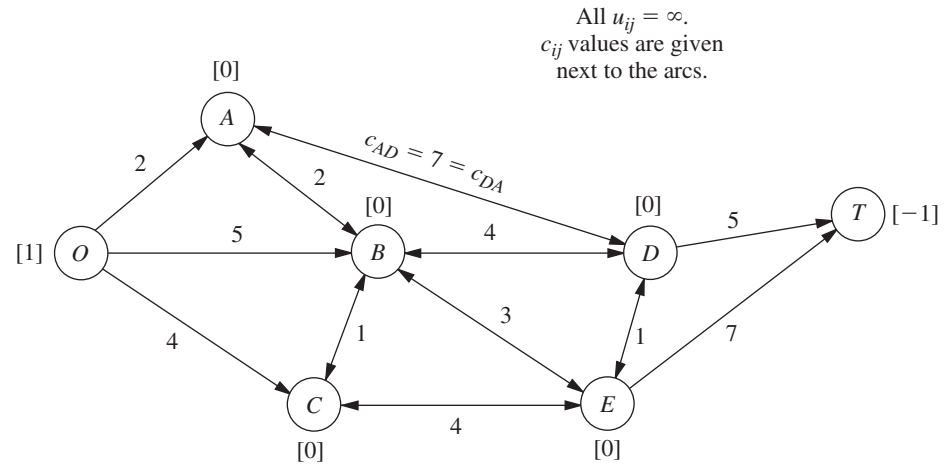 All u_ij = ∞.
c_ij values are given
next to the arcs.
[0]
A
c_AD = 7 = c_DA
2
2
[0]
[0]
T
[−1]
5
4
5
[1]
O
B
D
3
4
1
1
7
C
E
4
[0]
[0]